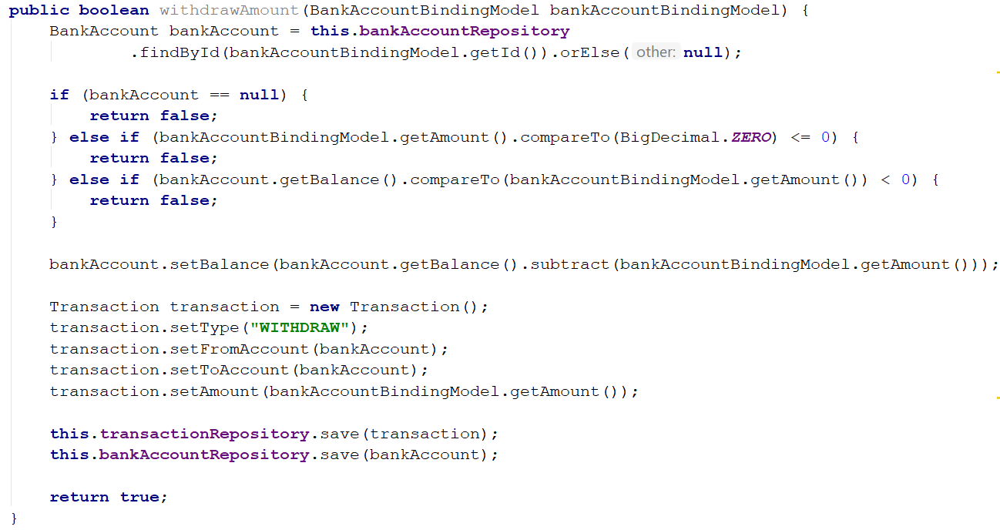 public boolean withdrawAmount(BankAccountBindingModel bankAccountBindingModel) {
    BankAccount bankAccount = this.bankAccountRepository
            .findById(bankAccountBindingModel.getId()).orElse( other: null);

    if (bankAccount == null) {
        return false;
    } else if (bankAccountBindingModel.getAmount().compareTo(BigDecimal.ZERO) <= 0) {
        return false;
    } else if (bankAccount.getBalance().compareTo(bankAccountBindingModel.getAmount()) < 0) {
        return false;
    }

    bankAccount.setBalance(bankAccount.getBalance().subtract(bankAccountBindingModel.getAmount()));

    Transaction transaction = new Transaction();
    transaction.setType("WITHDRAW");
    transaction.setFromAccount(bankAccount);
    transaction.setToAccount(bankAccount);
    transaction.setAmount(bankAccountBindingModel.getAmount());

    this.transactionRepository.save(transaction);
    this.bankAccountRepository.save(bankAccount);

    return true;
}